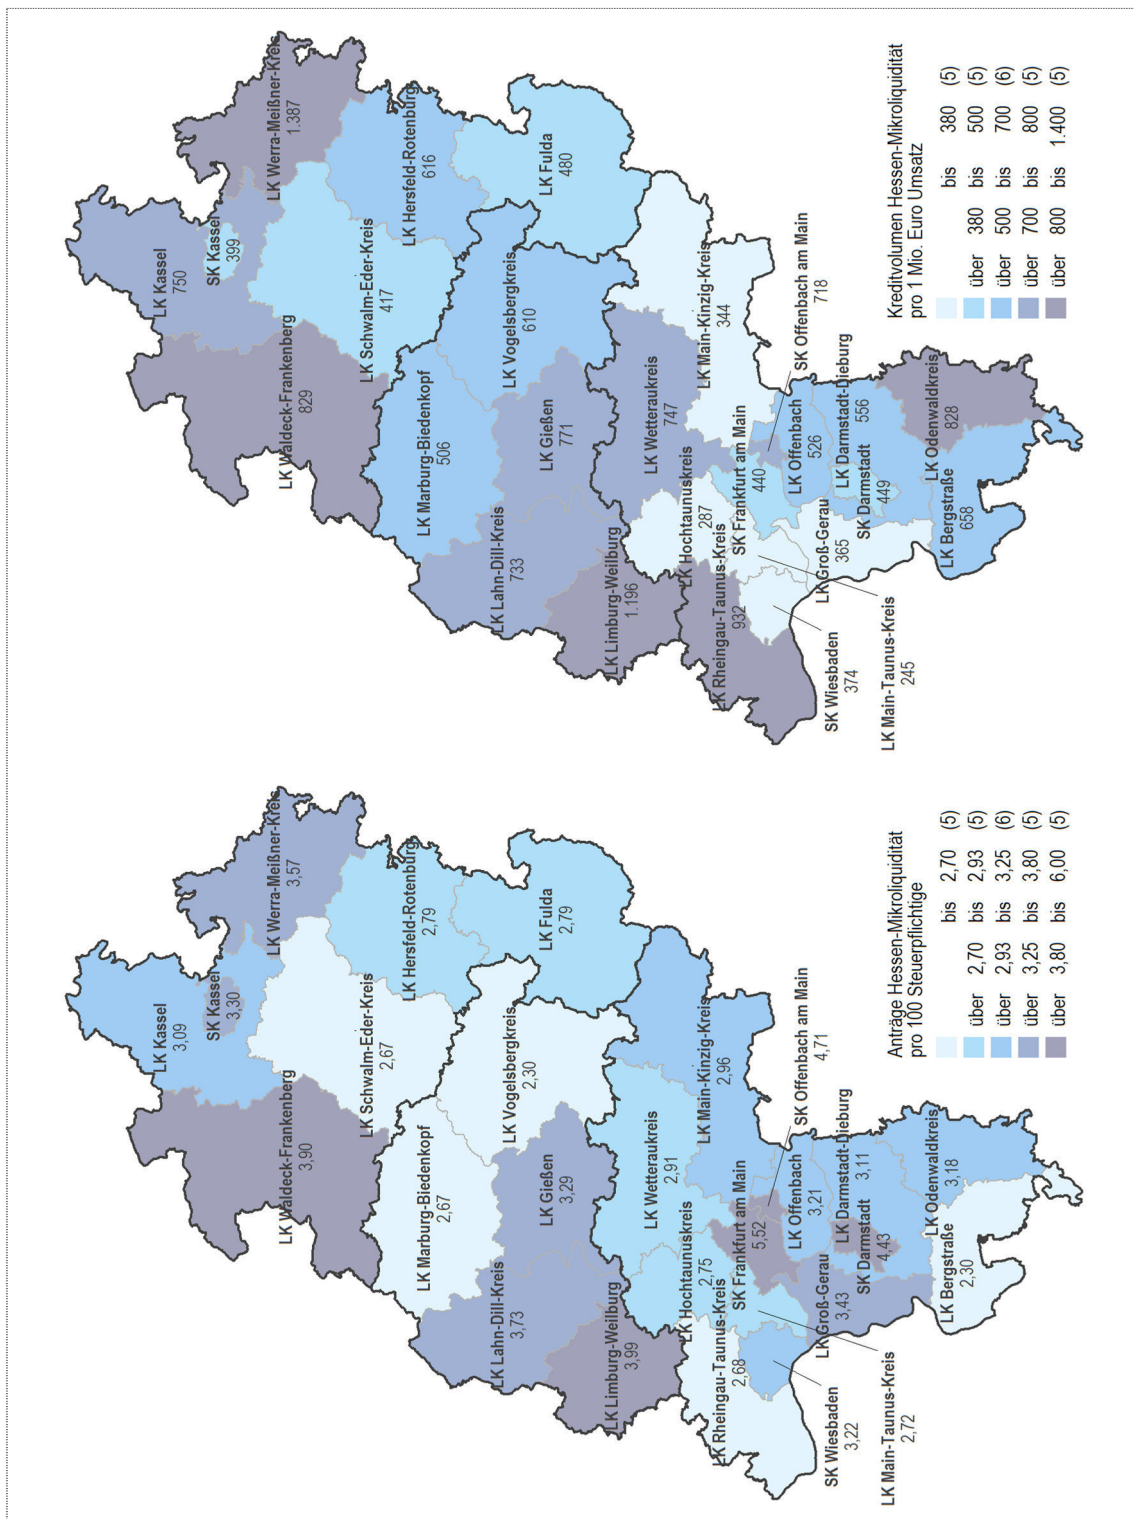 LK Kassel
3,09
SK Kassel
3,30
LK Werra-Meißner-Kreis
3,57
LK Waldeck-Frankenberg
3,90
LK Schwalm-Eder-Kreis
2,67
LK Hersfeld-Rotenburg
2,79
LK Marburg-Biedenkopf
2,67
LK Vogelsbergkreis
2,30
LK Fulda
2,79
LK Lahn-Dill-Kreis
3,73
LK Gießen
3,29
LK Limburg-Weilburg
3,99
LK Wetteraukreis
2,91
LK Hochtaunuskreis
2,75
LK Main-Kinzig-Kreis
2,96
LK Rheingau-Taunus-Kreis
2,68
SK Frankfurt am Main
5,52
SK Offenbach am Main
4,71
LK Offenbach
3,21
LK Groß-Gerau
3,43
SK Wiesbaden
3,22
LK Main-Taunus-Kreis
2,72
LK Darmstadt-Dieburg
3,11
SK Darmstadt
4,43
LK Odenwaldkreis
3,18
LK Bergstraße
2,30
Anträge Hessen-Mikroliquidität
pro 100 Steuerpflichtige
bis 2,70 (5)
über 2,70 bis 2,93 (5)
über 2,93 bis 3,25 (6)
über 3,25 bis 3,80 (5)
über 3,80 bis 6,00 (5)
LK Kassel
750
SK Kassel
399
LK Werra-Meißner-Kreis
1.387
LK Waldeck-Frankenberg
829
LK Schwalm-Eder-Kreis
417
LK Hersfeld-Rotenburg
616
LK Marburg-Biedenkopf
506
LK Vogelsbergkreis
610
LK Fulda
480
LK Lahn-Dill-Kreis
733
LK Gießen
771
LK Limburg-Weilburg
1.196
LK Wetteraukreis
747
LK Hochtaunuskreis
287
LK Main-Kinzig-Kreis
344
LK Rheingau-Taunus-Kreis
932
SK Frankfurt am Main
440
SK Offenbach am Main
718
LK Offenbach
526
LK Groß-Gerau
365
SK Wiesbaden
374
LK Main-Taunus-Kreis
245
LK Darmstadt-Dieburg
556
SK Darmstadt
449
LK Odenwaldkreis
828
LK Bergstraße
658
Kreditvolumen Hessen-Mikroliquidität
pro 1 Mio. Euro Umsatz
bis 380 (5)
über 380 bis 500 (5)
über 500 bis 700 (6)
über 700 bis 800 (5)
über 800 bis 1.400 (5)